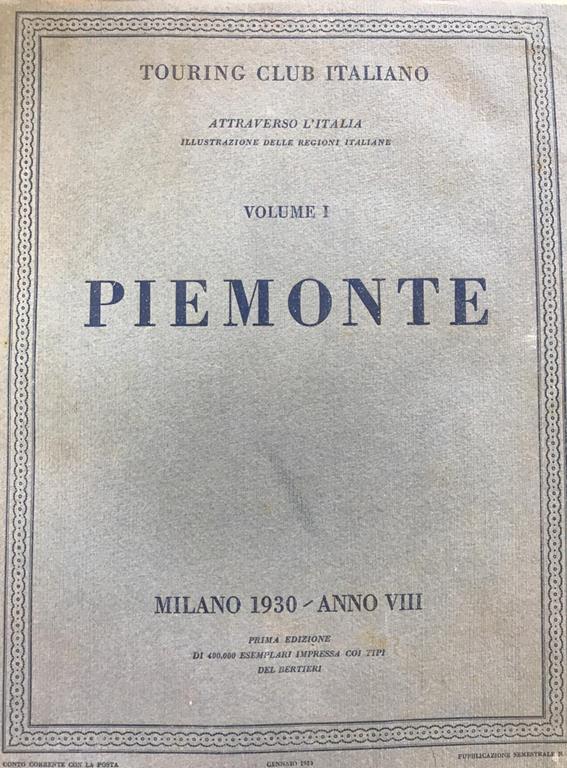 TOURING CLUB ITALIANO
ATTRAVERSO L'ITALIA
ILLUSTRAZIONE DELLE REGIONI ITALIANE
VOLUME I
PIEMONTE
MILANO 1930 - ANNO VIII
PRIMA EDIZIONE
DI 400.000 ESEMPLARI IMPRESSA COI TIPI
DEL BERTIERI
CONTO CORRENTE CON LA POSTA
GENNAIO
PUBBLICAZIONE SEMESTRALE N.